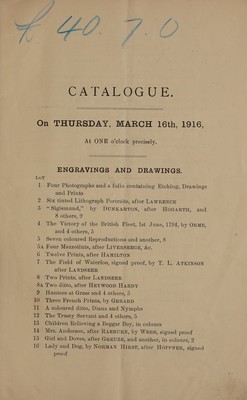 £ 40. 7. 0
CATALOGUE.
On THURSDAY, MARCH 16th, 1916,
At ONE o'clock precisely.
ENGRAVINGS AND DRAWINGS.
LOT
1 Four Photographs and a folio containing Etching, Drawings
and Prints
2 Six tinted Lithograph Portraits, after LAWRENCE
3 "Sigismund," by DUNKARTON, after HOGARTH, and
8 others, 9
4 The Victory of the British Fleet, 1st June, 1794, by ORME,
and 4 others, 5
5 Seven coloured Reproductions and another, 8
5A Four Mezzotints, after LIVERSEEGE, &c.
6 Twelve Prints, after HAMILTON
7 The Field of Waterloo, signed proof, by T. L. ATKINSON
after LANDSEER
8 Two Prints, after LANDSEER
8A Two ditto, after HEYWOOD HARDY
9 Hunters at Grass and 4 others, 5
10 Three French Prints, by GERARD
11 A coloured ditto, Diana and Nymphs
12 The Trusty Servant and 4 others, 5
13 Children Relieving a Beggar Boy, in colours
14 Mrs. Anderson, after RAEBURN, by WEBB, signed proof
15 Girl and Doves, after GREUZE, and another, in colours, 2
16 Lady and Dog, by NORMAN HIRST, after HOPPNER, signed
proof